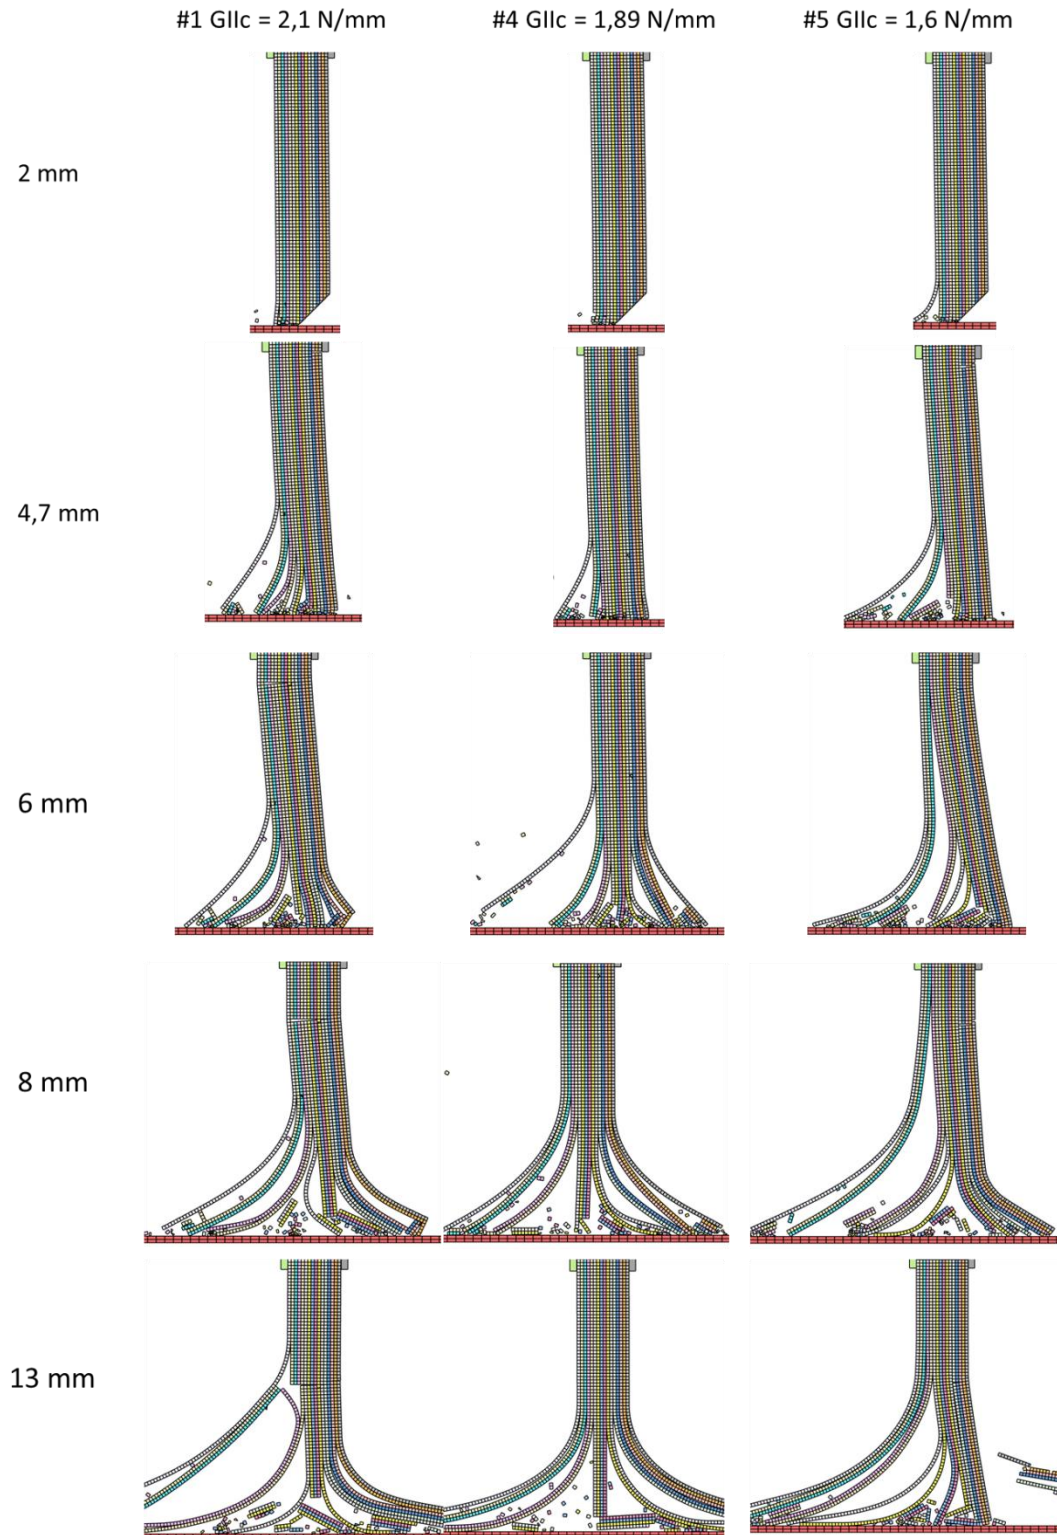 #1 GIIc = 2,1 N/mm
#4 GIIc = 1,89 N/mm
#5 GIIc = 1,6 N/mm
2 mm
4,7 mm
6 mm
8 mm
13 mm